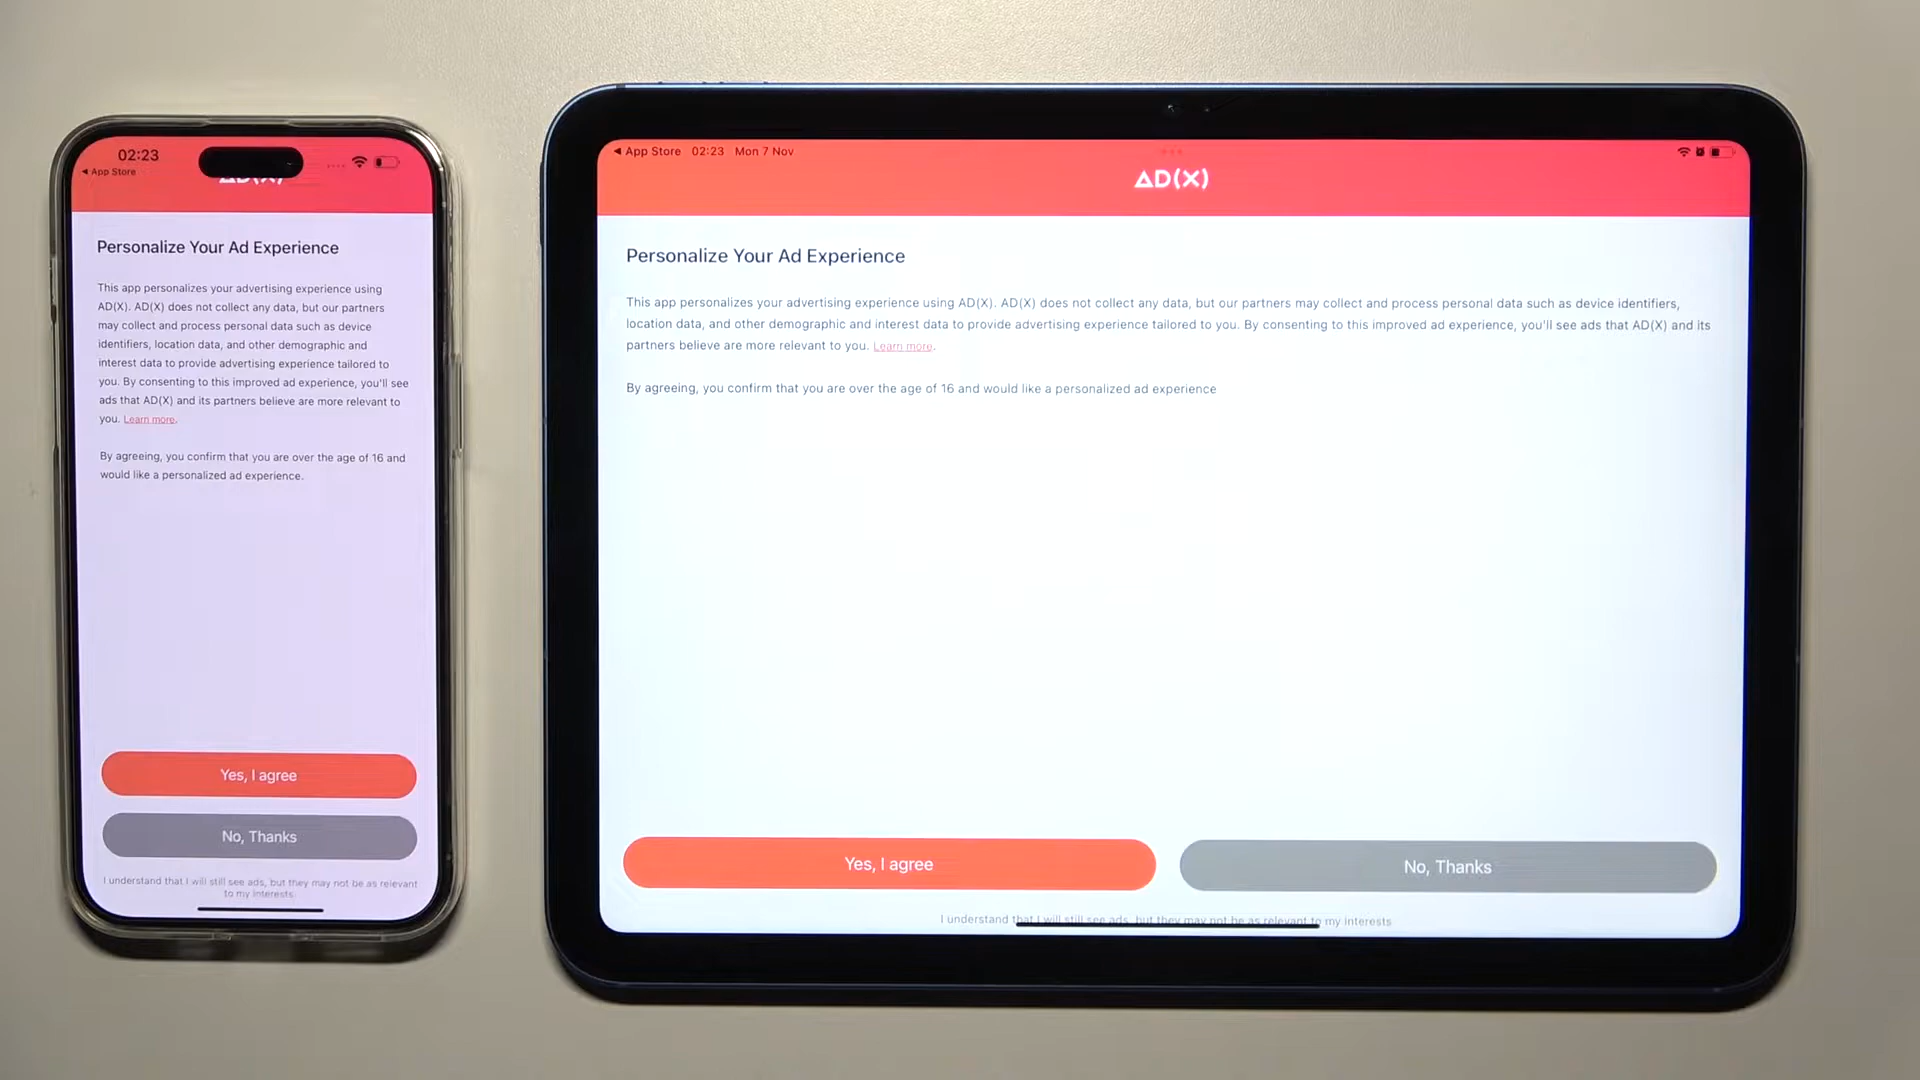 02:23
◀ App Store
AD(X)
Personalize Your Ad Experience
This app personalizes your advertising experience using
AD(X). AD(X) does not collect any data, but our partners
may collect and process personal data such as device
identifiers, location data, and other demographic and
interest data to provide advertising experience tailored to
you. By consenting to this improved ad experience, you'll see
ads that AD(X) and its partners believe are more relevant to
you. Learn more.
By agreeing, you confirm that you are over the age of 16 and
would like a personalized ad experience.
Yes, I agree
No, Thanks
I understand that I will still see ads, but they may not be as relevant
to my interests
◀ App Store 02:23 Mon 7 Nov
AD(X)
Personalize Your Ad Experience
This app personalizes your advertising experience using AD(X). AD(X) does not collect any data, but our partners may collect and process personal data such as device identifiers,
location data, and other demographic and interest data to provide advertising experience tailored to you. By consenting to this improved ad experience, you'll see ads that AD(X) and its
partners believe are more relevant to you. Learn more.
By agreeing, you confirm that you are over the age of 16 and would like a personalized ad experience
Yes, I agree
No, Thanks
I understand that I will still see ads, but they may not be as relevant to my interests